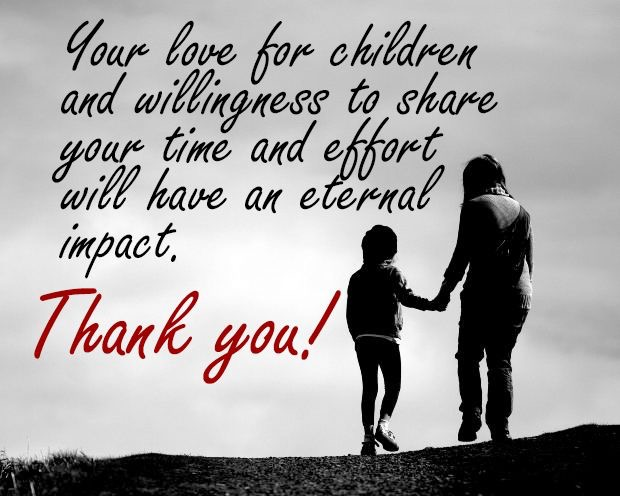 Your love for children
and willingness to share
your time and effort
will have an eternal
impact.
Thank you!